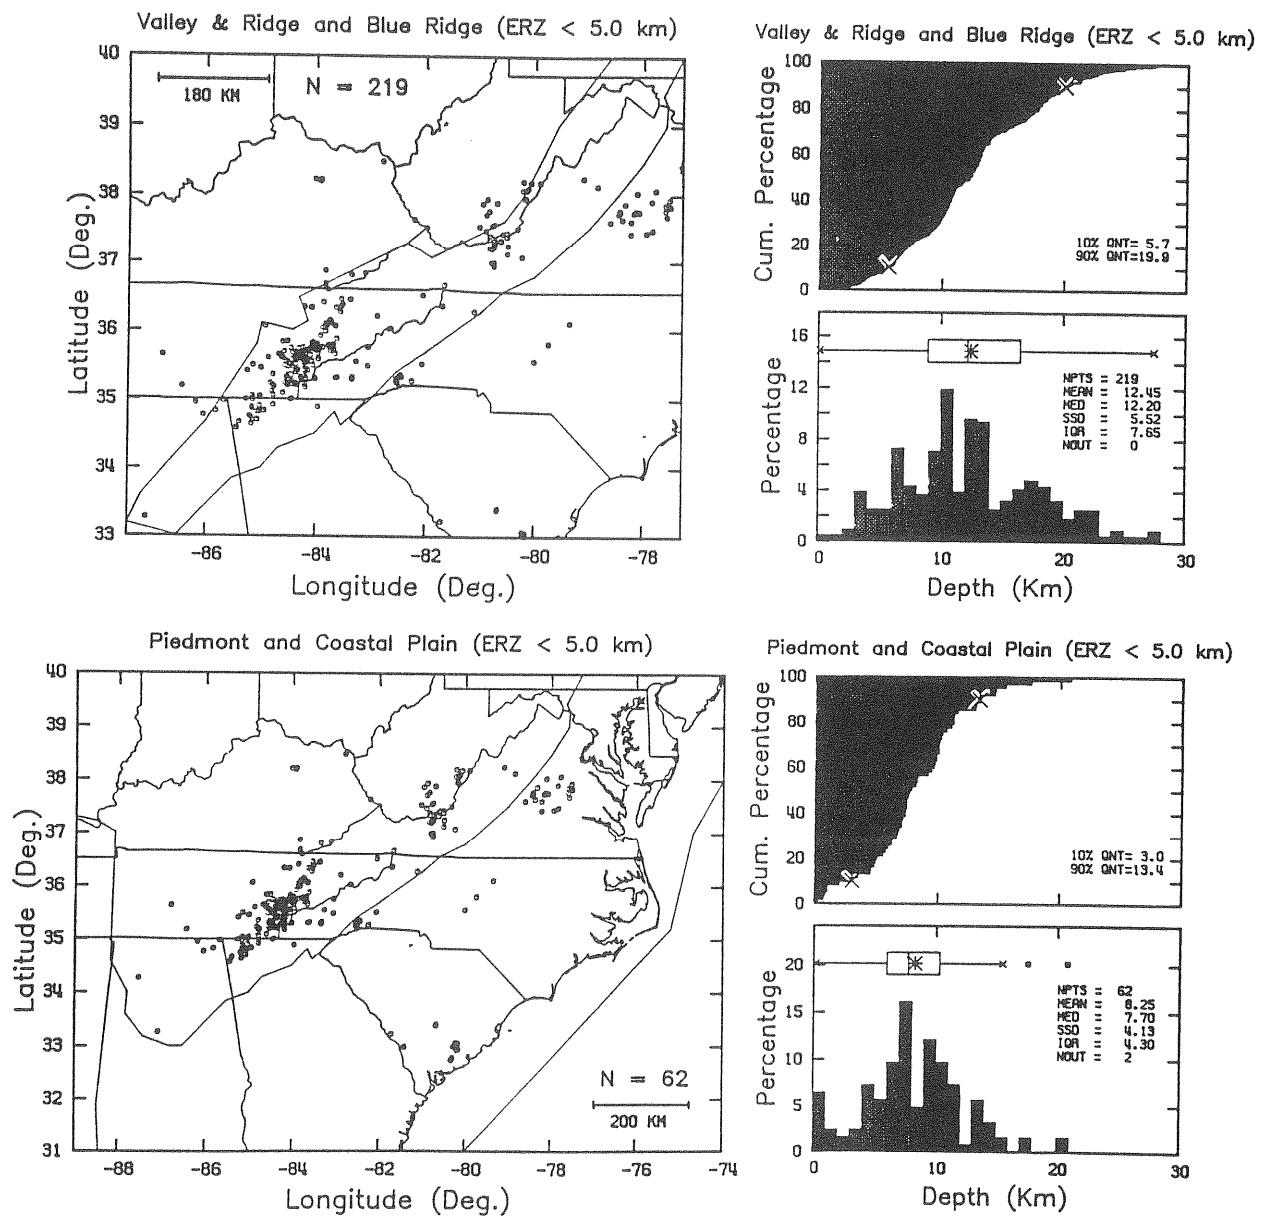 Valley & Ridge and Blue Ridge (ERZ < 5.0 km)
40
39
38
37
36
35
34
33
Latitude (Deg.)
180 KM
N = 219
-86
-84
-82
-80
-78
Longitude (Deg.)
Valley & Ridge and Blue Ridge (ERZ < 5.0 km)
100
80
60
40
20
0
Cum. Percentage
10% QNT= 5.7
90% QNT=19.9
16
12
8
4
0
Percentage
NPTS = 219
MEAN = 12.45
MED = 12.20
SSD = 5.52
IQR = 7.65
NOUT = 0
0
10
20
30
Depth (Km)
Piedmont and Coastal Plain (ERZ < 5.0 km)
40
39
38
37
36
35
34
33
32
31
Latitude (Deg.)
N = 62
200 KM
-88
-86
-84
-82
-80
-78
-76
-74
Longitude (Deg.)
Piedmont and Coastal Plain (ERZ < 5.0 km)
100
80
60
40
20
0
Cum. Percentage
10% QNT= 3.0
90% QNT=13.4
20
15
10
5
0
Percentage
NPTS = 62
MEAN = 8.25
MED = 7.70
SSD = 4.13
IQR = 4.30
NOUT = 2
0
10
20
30
Depth (Km)